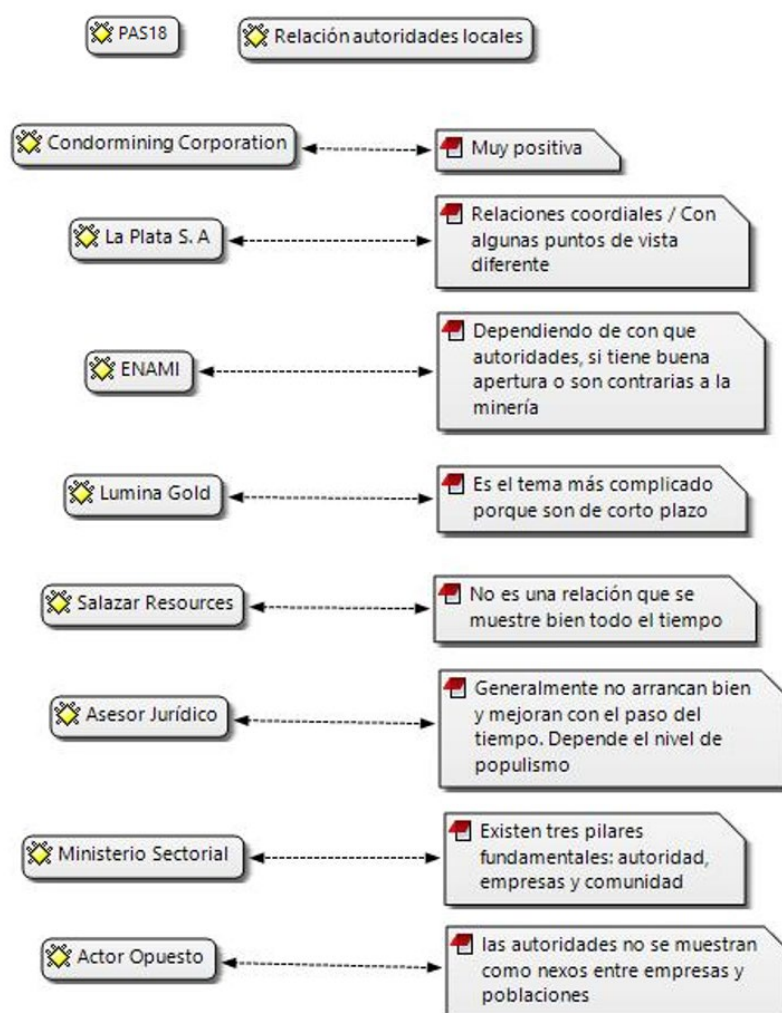 PAS18
Relación autoridades locales
Condormining Corporation
Muy positiva
La Plata S. A
Relaciones coordiales / Con
algunas puntos de vista
diferente
ENAMI
Dependiendo de con que
autoridades, si tiene buena
apertura o son contrarias a la
minería
Lumina Gold
Es el tema más complicado
porque son de corto plazo
Salazar Resources
No es una relación que se
muestre bien todo el tiempo
Asesor Jurídico
Generalmente no arrancan bien
y mejoran con el paso del
tiempo. Depende el nivel de
populismo
Ministerio Sectorial
Existen tres pilares
fundamentales: autoridad,
empresas y comunidad
Actor Opuesto
las autoridades no se muestran
como nexos entre empresas y
poblaciones